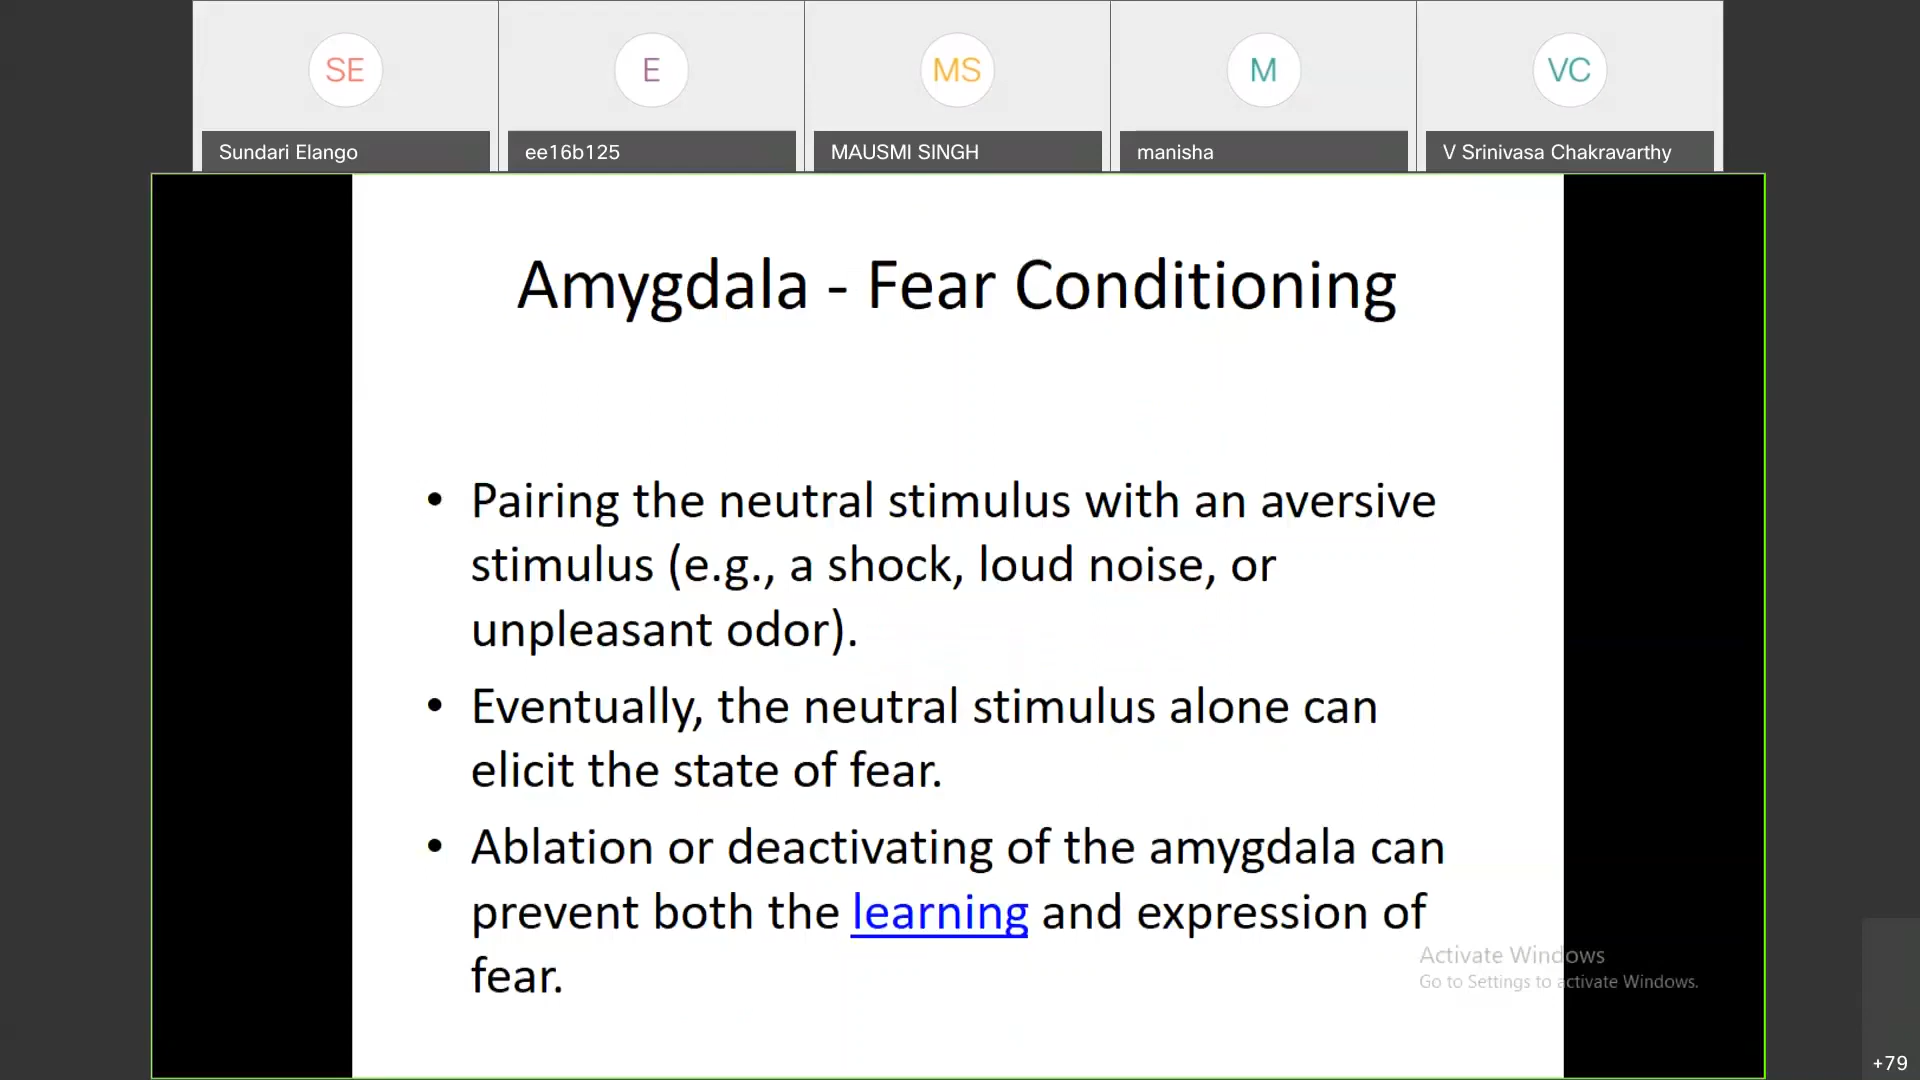 SE
E
MS
M
VC
Sundari Elango
ee16b125
MAUSMI SINGH
manisha
V Srinivasa Chakravarthy
Amygdala - Fear Conditioning
• Pairing the neutral stimulus with an aversive
stimulus (e.g., a shock, loud noise, or
unpleasant odor).
• Eventually, the neutral stimulus alone can
elicit the state of fear.
• Ablation or deactivating of the amygdala can
prevent both the learning and expression of
fear.
Activate Windows
Go to Settings to activate Windows.
+79